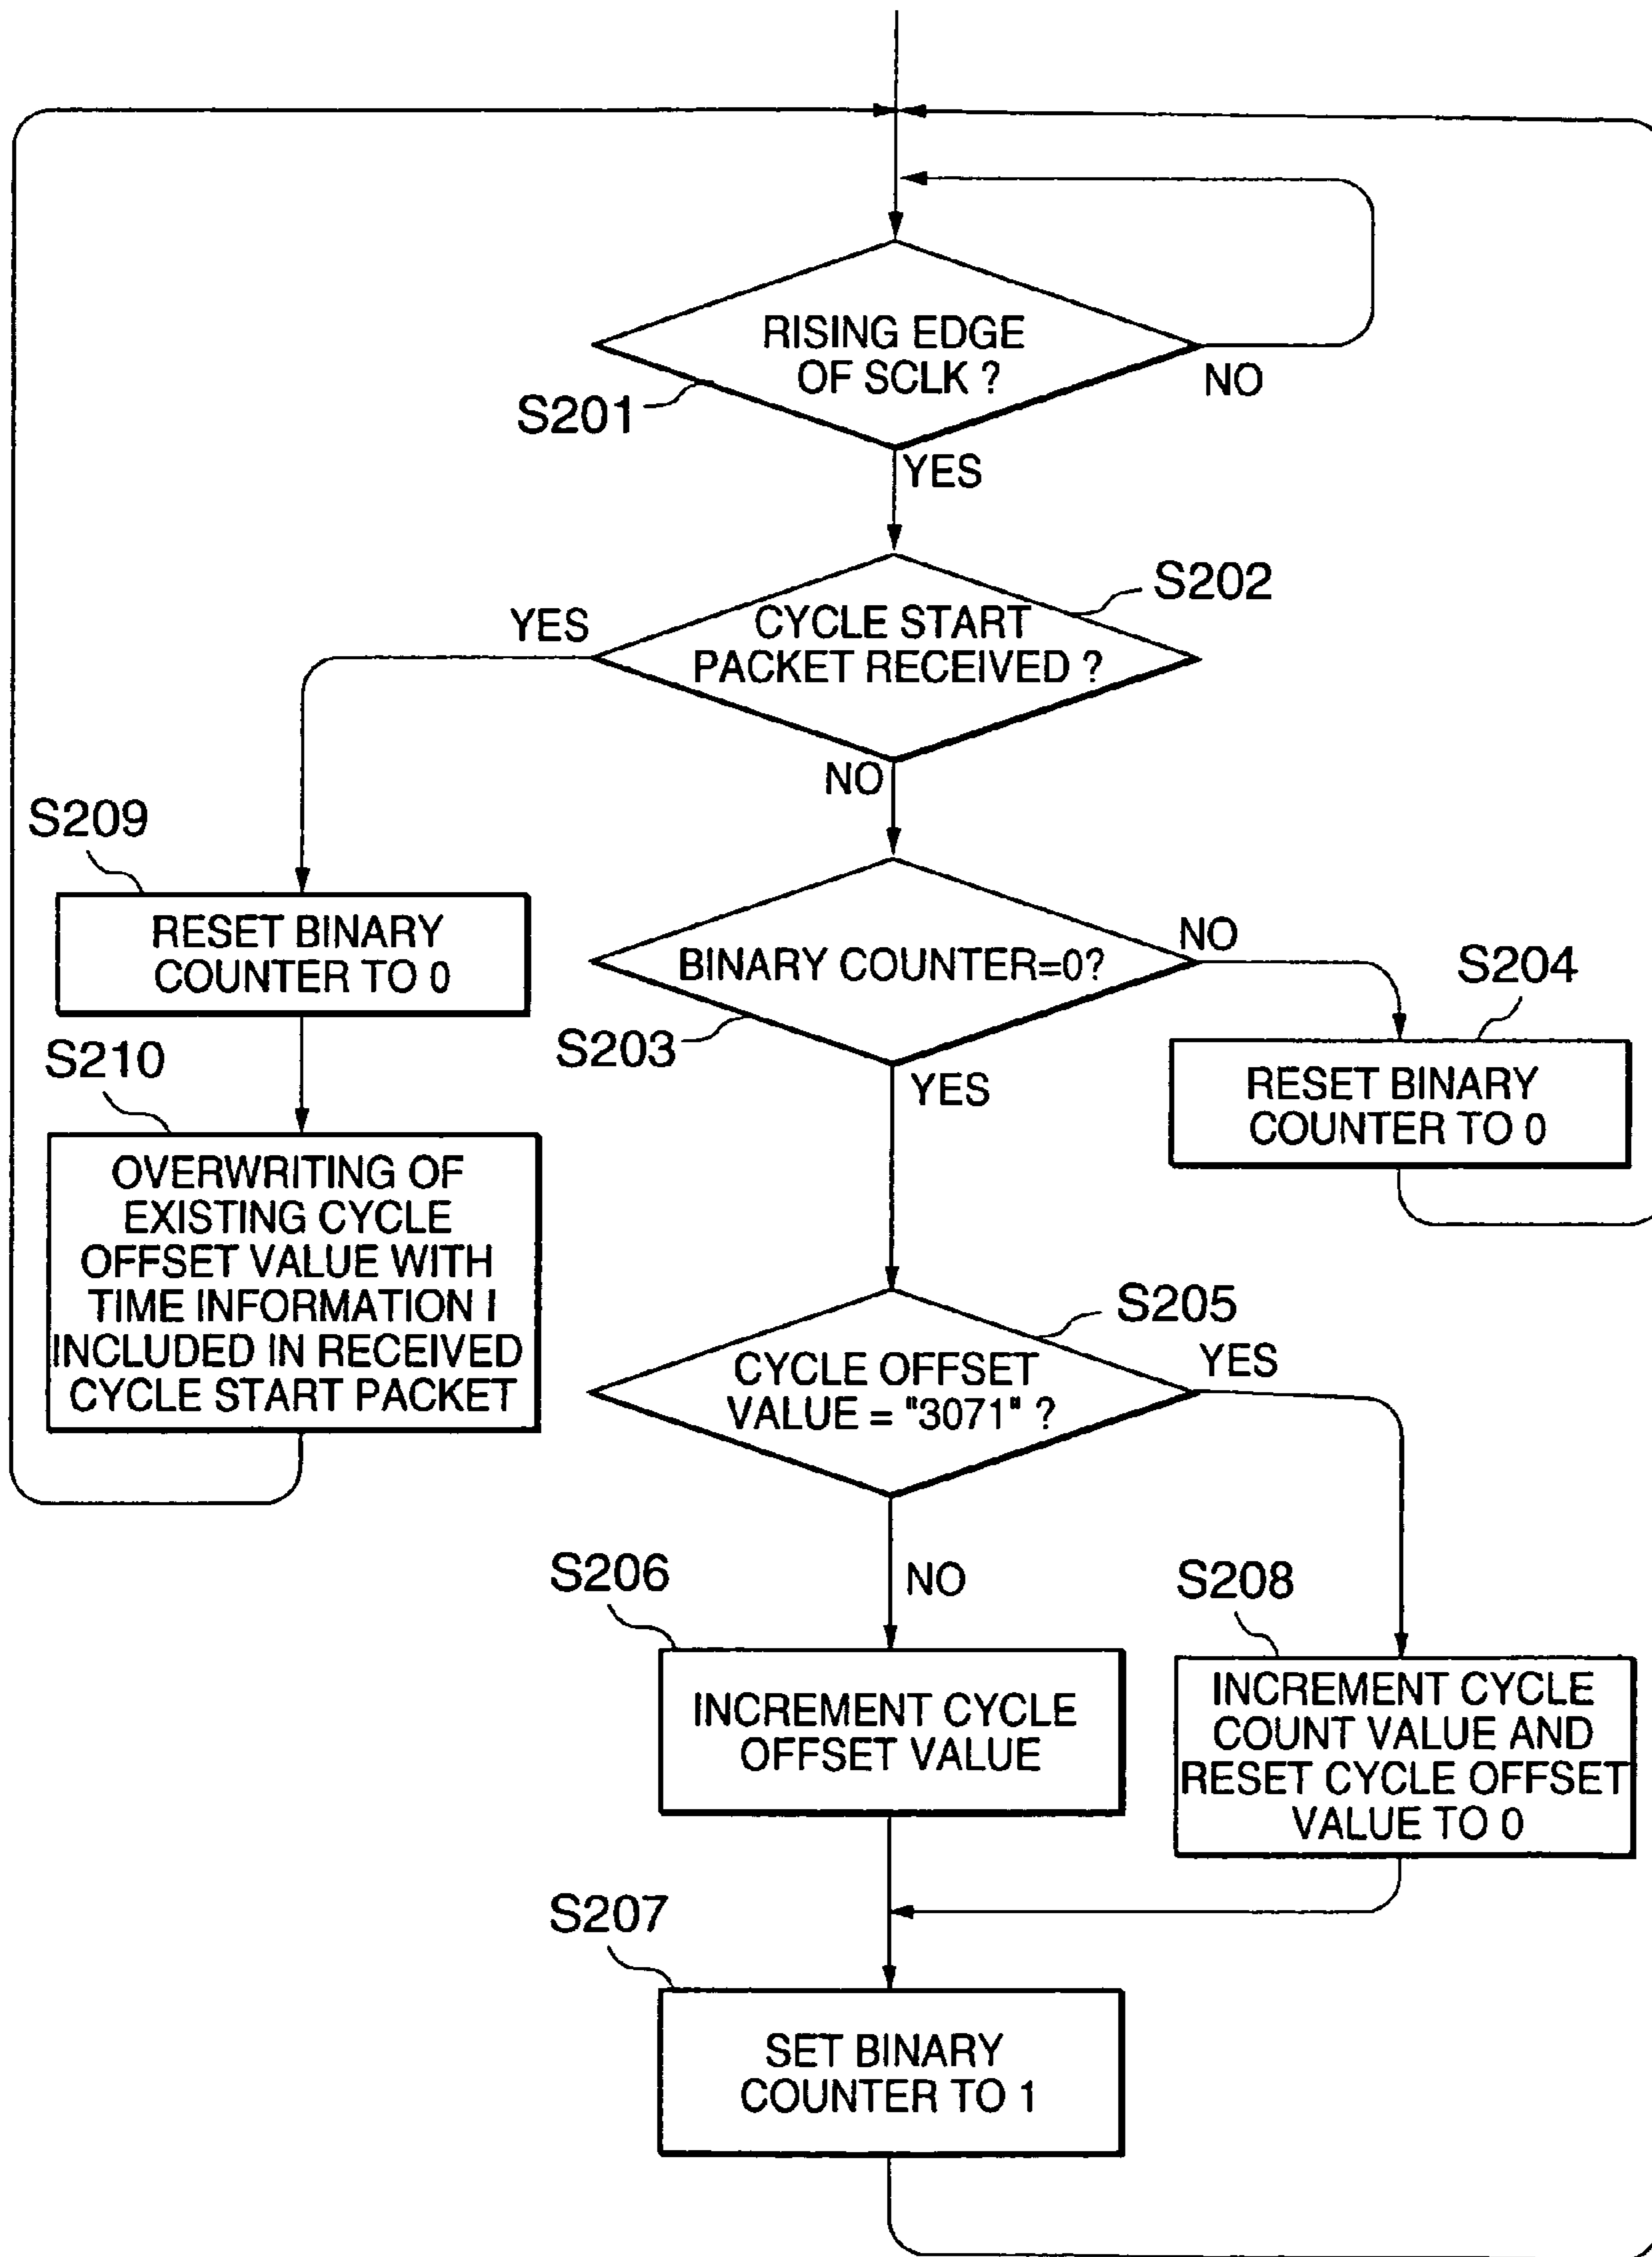 RISING EDGE
OF SCLK ?
NO
S201
YES
S202
CYCLE START
PACKET RECEIVED ?
YES
NO
S209
RESET BINARY
COUNTER TO 0
BINARY COUNTER=0?
NO
S203
YES
S204
RESET BINARY
COUNTER TO 0
S210
OVERWRITING OF
EXISTING CYCLE
OFFSET VALUE WITH
TIME INFORMATION I
INCLUDED IN RECEIVED
CYCLE START PACKET
S205
CYCLE OFFSET
VALUE = "3071" ?
YES
NO
S206
INCREMENT CYCLE
OFFSET VALUE
S208
INCREMENT CYCLE
COUNT VALUE AND
RESET CYCLE OFFSET
VALUE TO 0
S207
SET BINARY
COUNTER TO 1